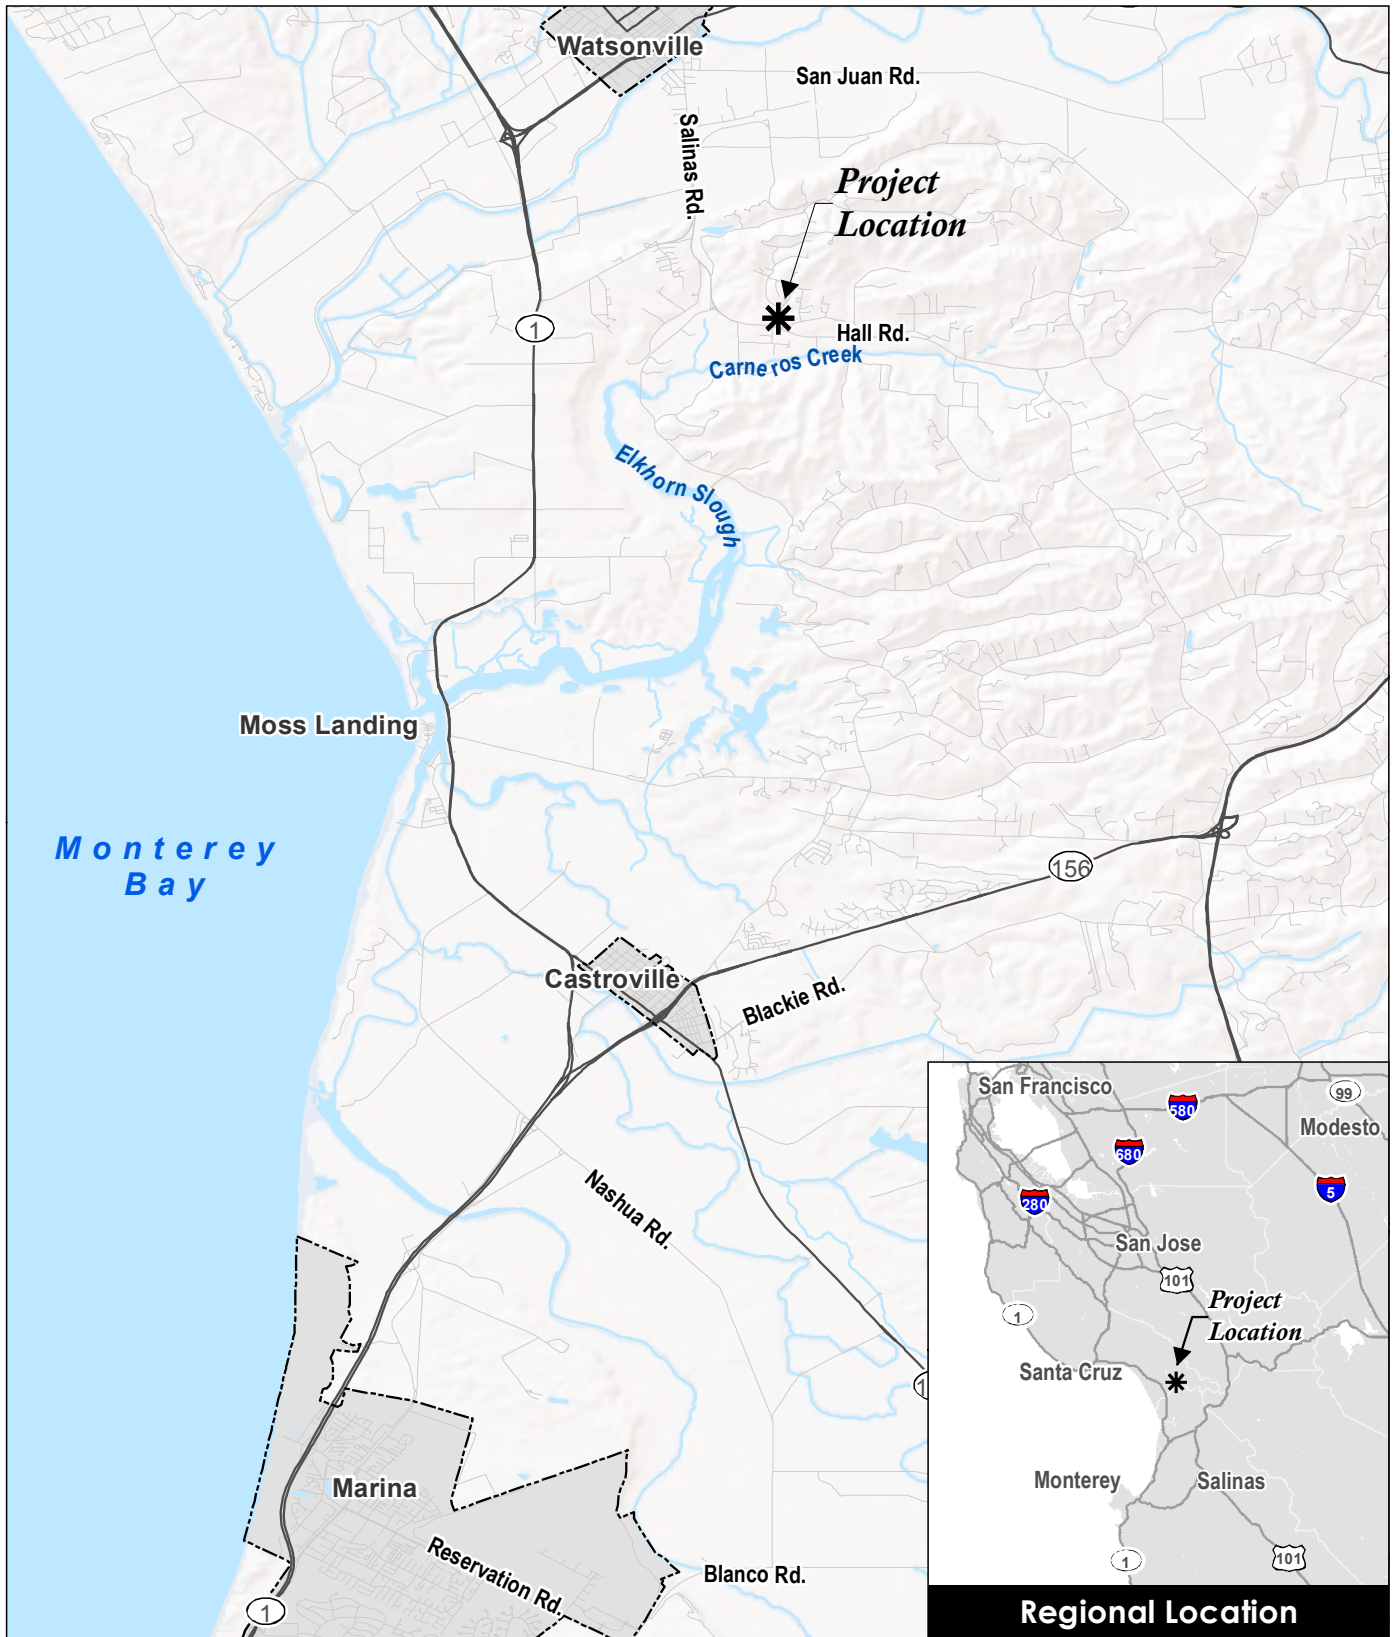 Watsonville
San Juan Rd.
Salinas Rd.
Project
Location
1
Hall Rd.
Carneros Creek
Elkhorn Slough
Moss Landing
Monterey
Bay
156
Castroville
Blackie Rd.
Nashua Rd.
Marina
Reservation Rd.
Blanco Rd.
1
San Francisco
580
99
Modesto
680
5
280
San Jose
101
Project
Location
1
Santa Cruz
Monterey
Salinas
1
101
Regional Location